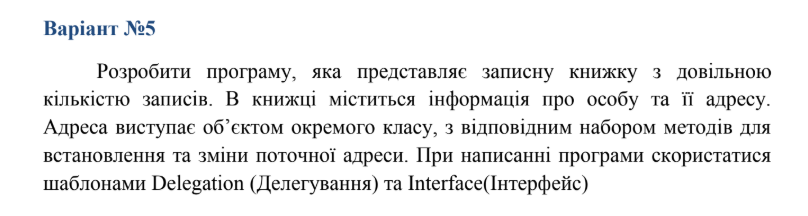 Варіант №5
Розробити програму, яка представляє записну книжку з довільною
кількістю записів. В книжці міститься інформація про особу та її адресу.
Адреса виступає об’єктом окремого класу, з відповідним набором методів для
встановлення та зміни поточної адреси. При написанні програми скористатися
шаблонами Delegation (Делегування) та Interface(Інтерфейс)